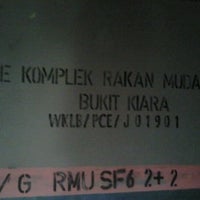 E KOMPLEK RAKAN MUDA
BUKIT KIARA
WKLB/PCE/J01901
/G RMU SF6 2+2